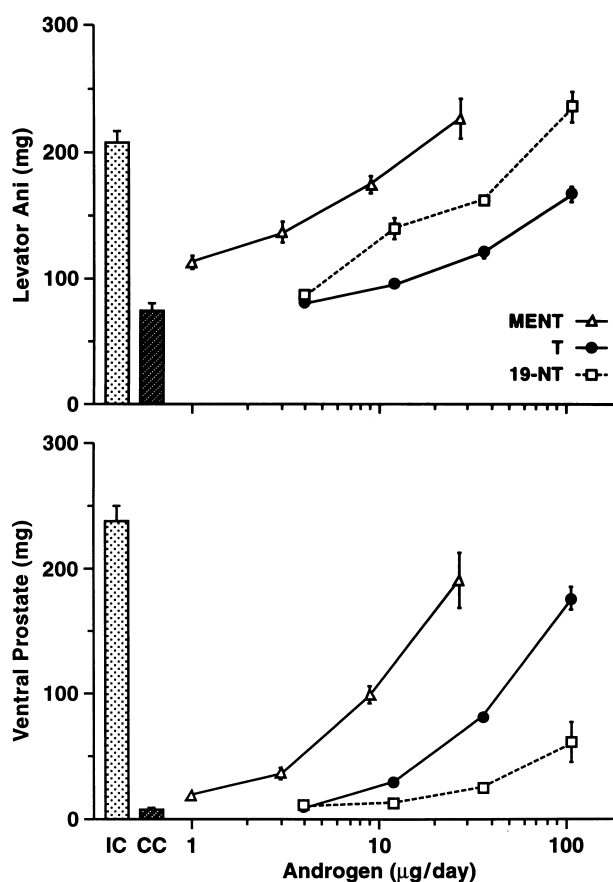 300
200
100
0
Levator Ani (mg)
MENT
T
19-NT
300
200
100
0
Ventral Prostate (mg)
IC CC 1 10 100
Androgen (μg/day)